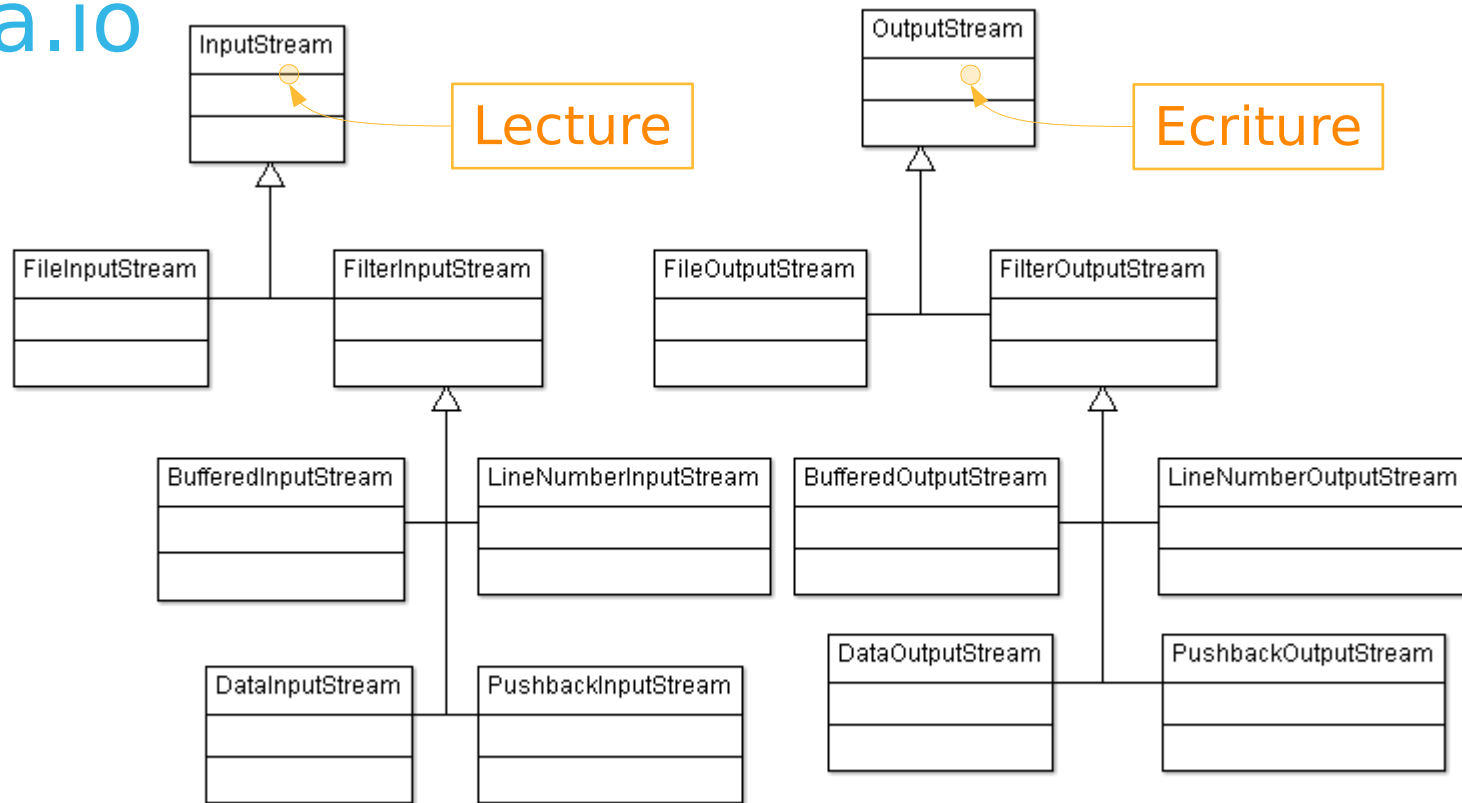 a.io
InputStream
OutputStream
Lecture
Ecriture
FileInputStream
FilterInputStream
FileOutputStream
FilterOutputStream
BufferedInputStream
LineNumberInputStream
BufferedOutputStream
LineNumberOutputStream
DataInputStream
PushbackInputStream
DataOutputStream
PushbackOutputStream